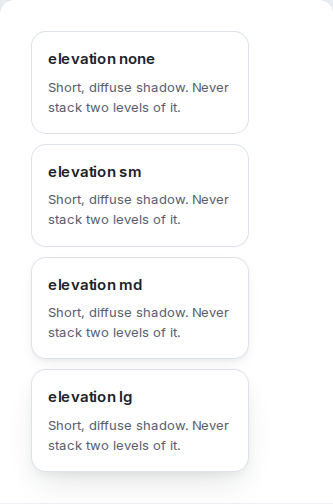 elevation none
Short, diffuse shadow. Never
stack two levels of it.
elevation sm
Short, diffuse shadow. Never
stack two levels of it.
elevation md
Short, diffuse shadow. Never
stack two levels of it.
elevation lg
Short, diffuse shadow. Never
stack two levels of it.